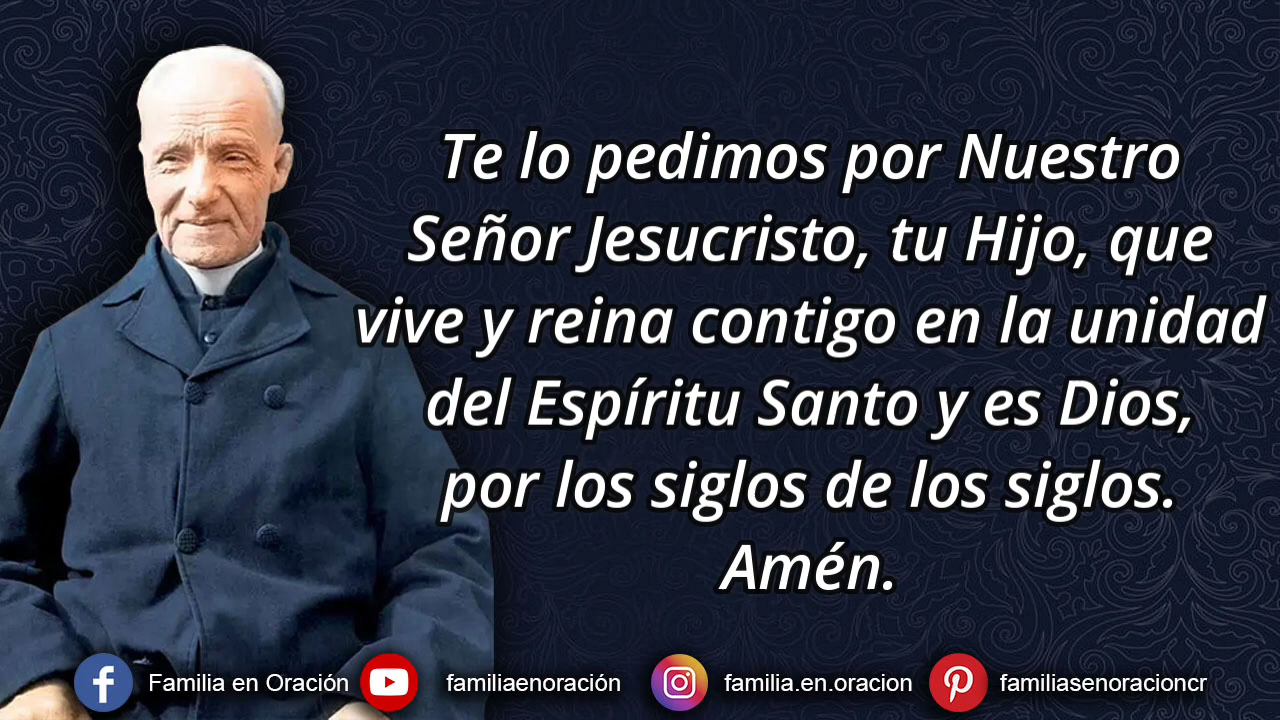 Te lo pedimos por Nuestro
Señor Jesucristo, tu Hijo, que
vive y reina contigo en la unidad
del Espíritu Santo y es Dios,
por los siglos de los siglos.
Amén.
Familia en Oración familiaenoración familia.en.oracion familiasenoracioncr